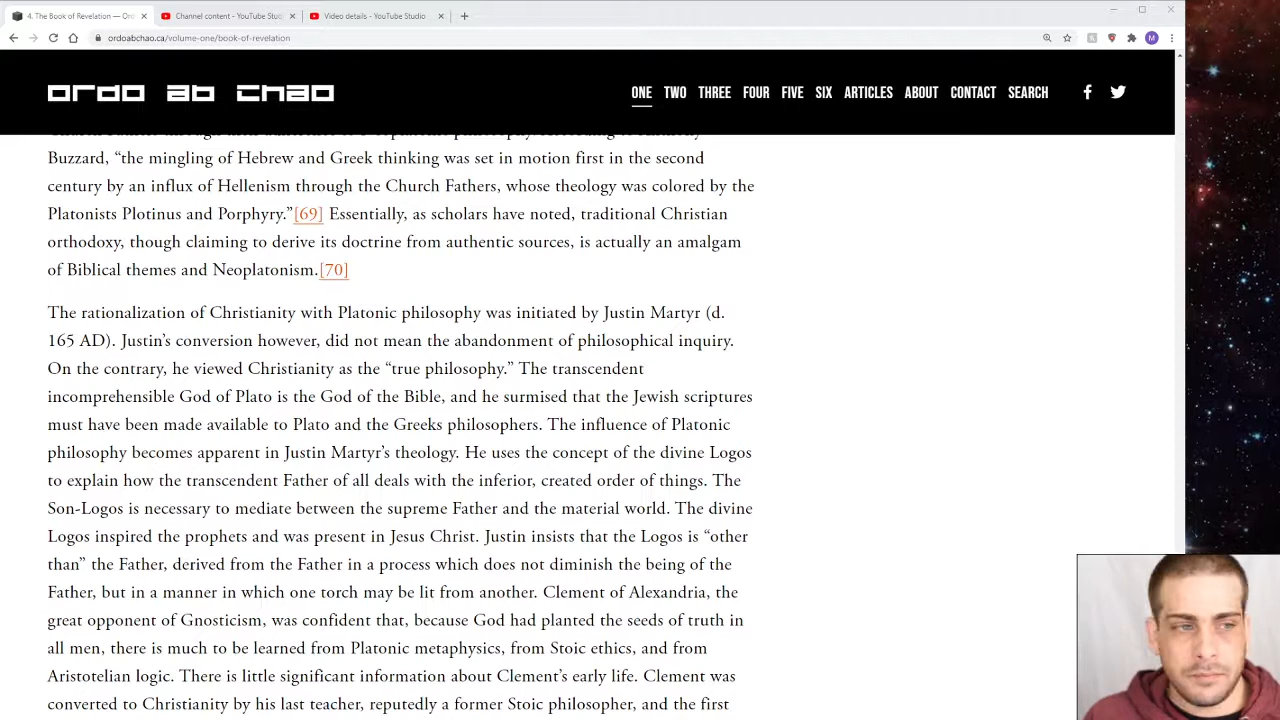 4. The Book of Revelation — Ord
Channel content - YouTube Stud
Video details - YouTube Studio
ordoabchao.ca/volume-one/book-of-revelation
M
ordo ab chao
ONE TWO THREE FOUR FIVE SIX ARTICLES ABOUT CONTACT SEARCH
Buzzard, “the mingling of Hebrew and Greek thinking was set in motion first in the second
century by an influx of Hellenism through the Church Fathers, whose theology was colored by the
Platonists Plotinus and Porphyry.”[69] Essentially, as scholars have noted, traditional Christian
orthodoxy, though claiming to derive its doctrine from authentic sources, is actually an amalgam
of Biblical themes and Neoplatonism.[70]
The rationalization of Christianity with Platonic philosophy was initiated by Justin Martyr (d.
165 AD). Justin’s conversion however, did not mean the abandonment of philosophical inquiry.
On the contrary, he viewed Christianity as the “true philosophy.” The transcendent
incomprehensible God of Plato is the God of the Bible, and he surmised that the Jewish scriptures
must have been made available to Plato and the Greeks philosophers. The influence of Platonic
philosophy becomes apparent in Justin Martyr’s theology. He uses the concept of the divine Logos
to explain how the transcendent Father of all deals with the inferior, created order of things. The
Son-Logos is necessary to mediate between the supreme Father and the material world. The divine
Logos inspired the prophets and was present in Jesus Christ. Justin insists that the Logos is “other
than” the Father, derived from the Father in a process which does not diminish the being of the
Father, but in a manner in which one torch may be lit from another. Clement of Alexandria, the
great opponent of Gnosticism, was confident that, because God had planted the seeds of truth in
all men, there is much to be learned from Platonic metaphysics, from Stoic ethics, and from
Aristotelian logic. There is little significant information about Clement’s early life. Clement was
converted to Christianity by his last teacher, reputedly a former Stoic philosopher, and the first